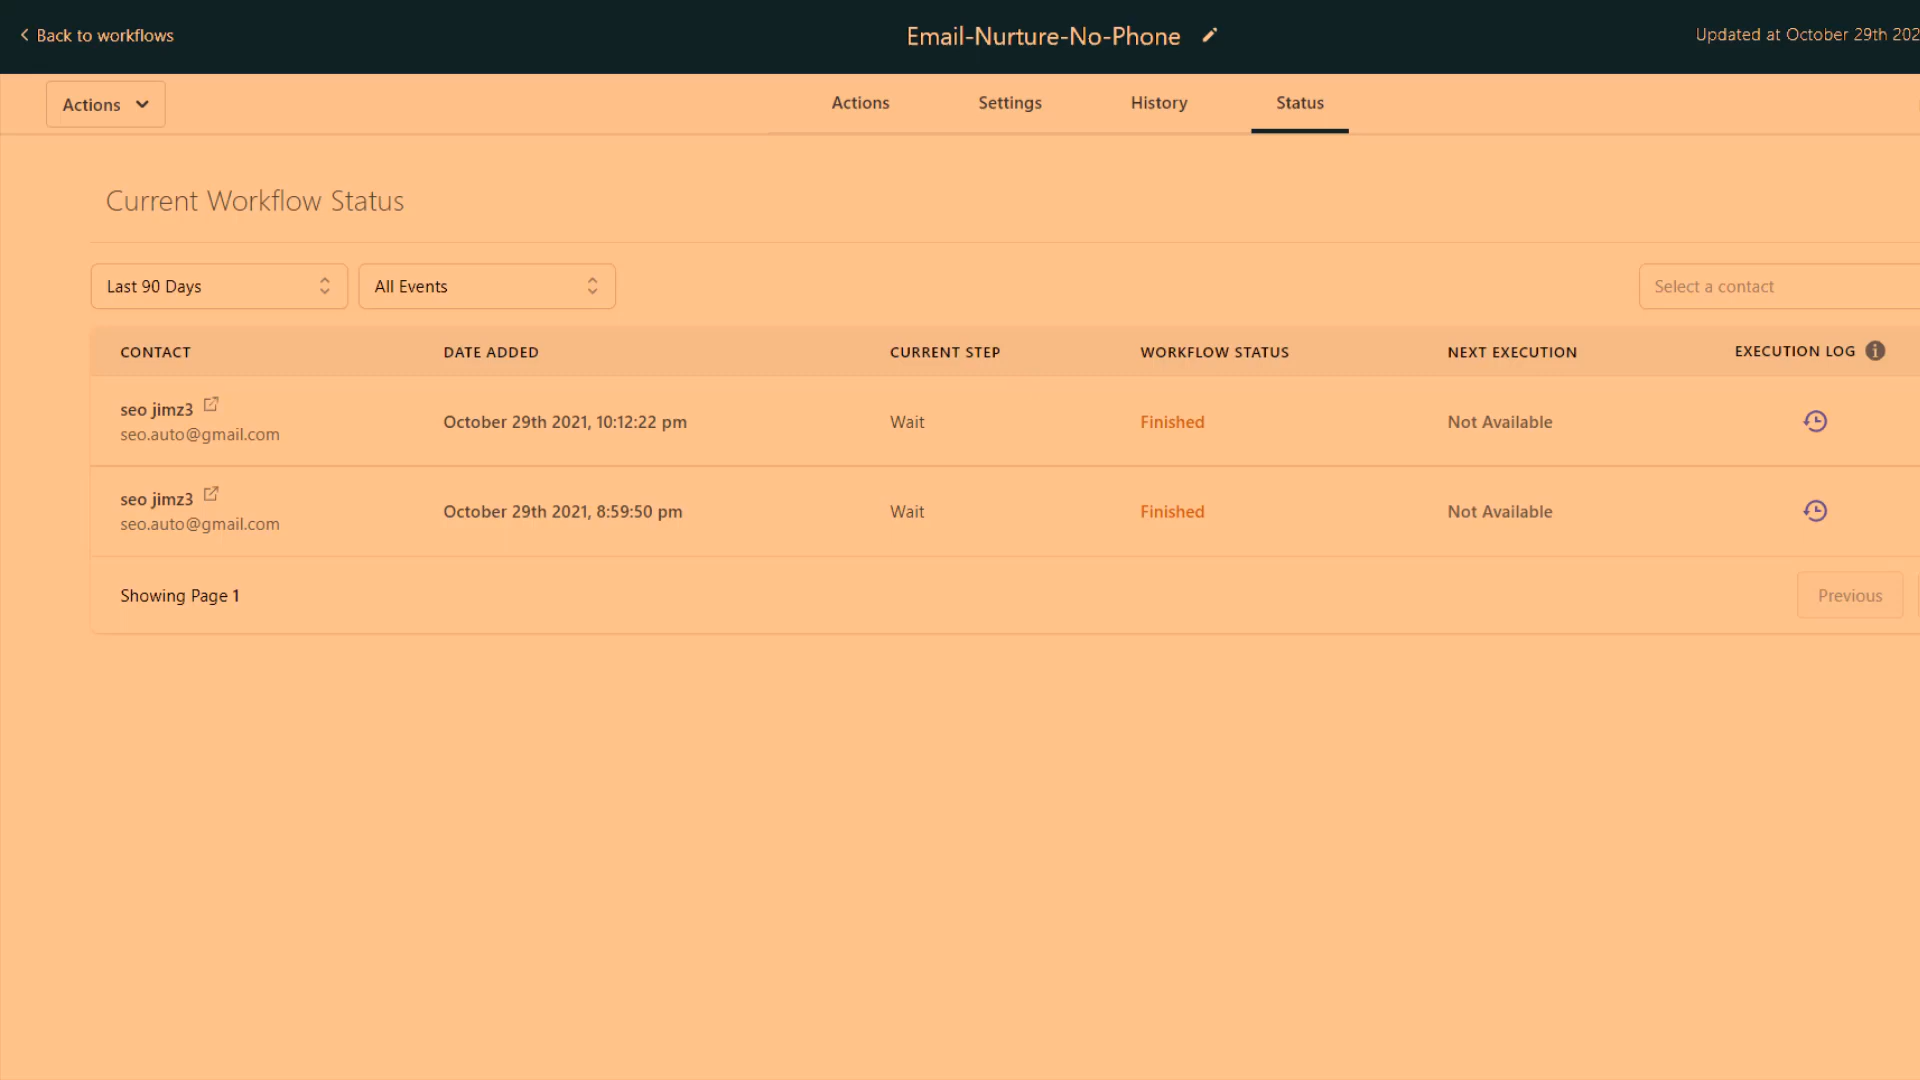 Back to workflows
Email-Nurture-No-Phone
Updated at October 29th 202
Actions
Actions Settings History Status
Current Workflow Status
Last 90 Days All Events Select a contact
CONTACT DATE ADDED CURRENT STEP WORKFLOW STATUS NEXT EXECUTION EXECUTION LOG
seo jimz3
seo.auto@gmail.com
October 29th 2021, 10:12:22 pm Wait Finished Not Available
seo jimz3
seo.auto@gmail.com
October 29th 2021, 8:59:50 pm Wait Finished Not Available
Showing Page 1 Previous